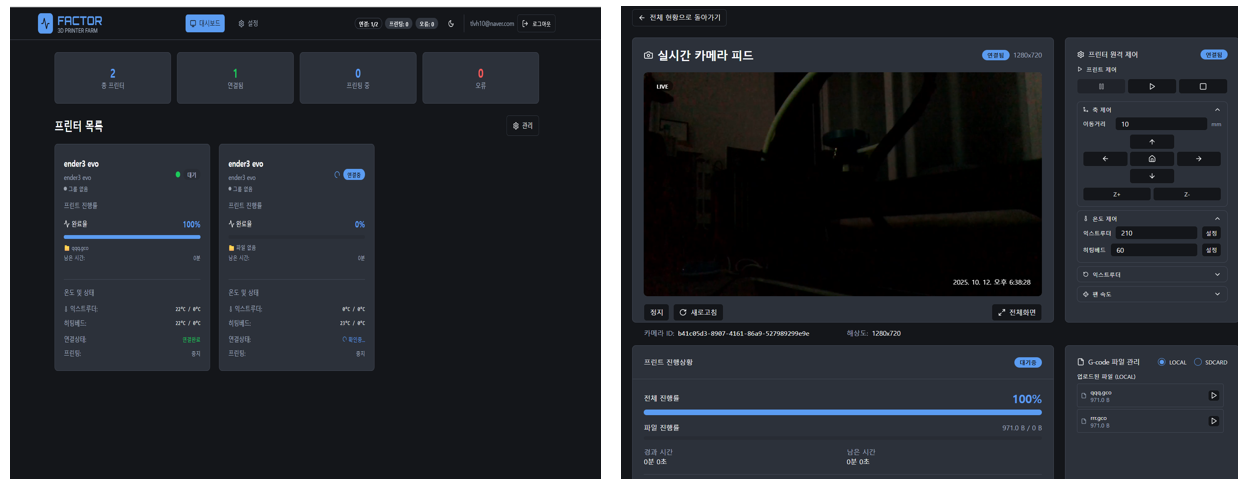 FACTOR
3D PRINTER FARM
대시보드
설정
연결: 1/2
프린팅: 0
오류: 0
tlvh10@naver.com
로그아웃
2
총 프린터
1
연결됨
0
프린팅 중
0
오류
프린터 목록
관리
ender3 evo
ender3 evo
대기
그룹 없음
프린트 진행률
완료율 100%
qqq.gco
남은 시간: 0분
온도 및 상태
익스트루더: 22°C / 0°C
히팅베드: 22°C / 0°C
연결상태: 연결완료
프린팅: 중지
ender3 evo
ender3 evo
연결중
그룹 없음
프린트 진행률
완료율 0%
파일 없음
남은 시간: 0분
온도 및 상태
익스트루더: 0°C / 0°C
히팅베드: 23°C / 0°C
연결상태: 확인중..
프린팅: 중지
← 전체 현황으로 돌아가기
실시간 카메라 피드
연결됨 1280x720
LIVE
2025. 10. 12. 오후 6:38:28
정지
새로고침
전체화면
카메라 ID: b41c05d3-8907-4161-86a9-527989299e9e
해상도: 1280x720
프린트 진행상황
대기중
전체 진행률 100%
파일 진행률 971.0 B / 0 B
경과 시간
0분 0초
남은 시간
0분 0초
프린터 원격 제어
연결됨
프린트 제어
축 제어
이동거리 10 mm
Z+
Z-
온도 제어
익스트루더 210 설정
히팅베드 60 설정
익스트루더
팬 속도
G-code 파일 관리
LOCAL
SDCARD
업로드된 파일 (LOCAL)
qqq.gco
971.0 B
rrr.gco
971.0 B